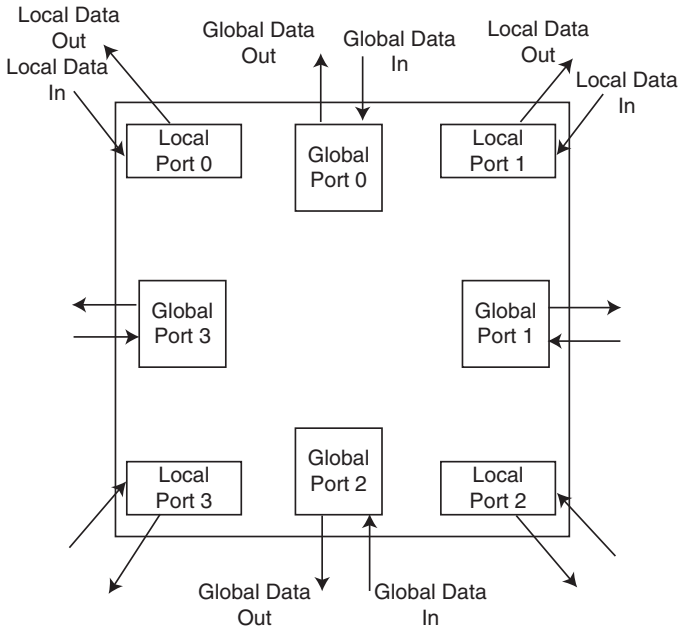 Local Data
Out
Local Data
In
Global Data
Out
Global Data
In
Local Data
Out
Local Data
In
Local
Port 0
Global
Port 0
Local
Port 1
Global
Port 3
Global
Port 1
Local
Port 3
Global
Port 2
Local
Port 2
Global Data
Out
Global Data
In